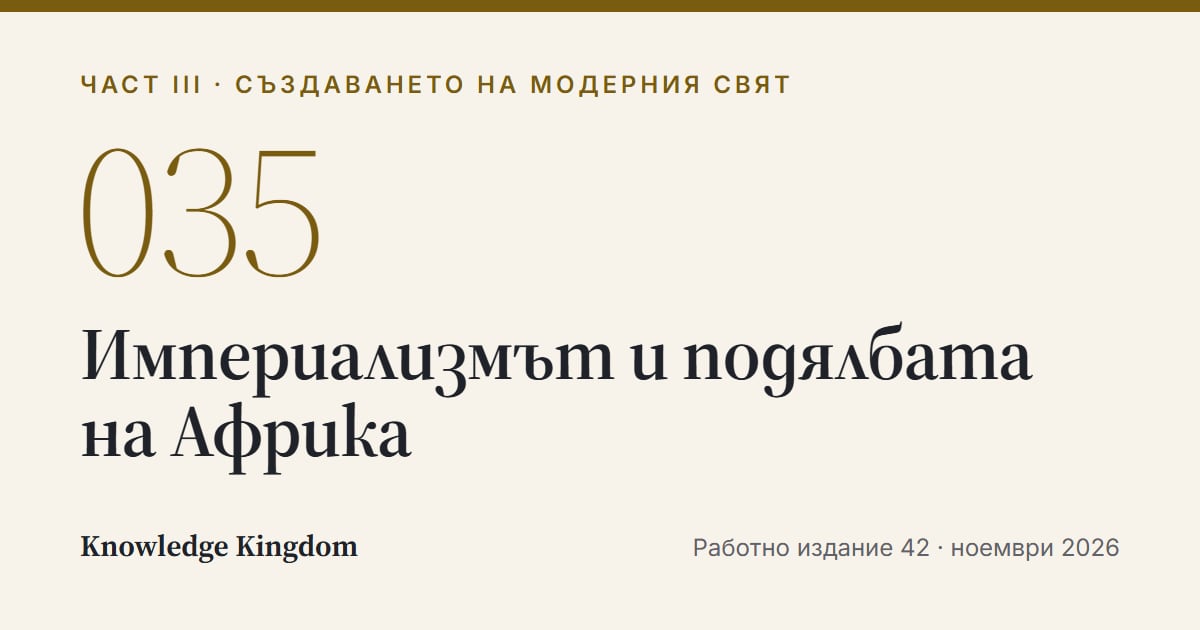 ЧАСТ III · СЪЗДАВАНЕТО НА МОДЕРНИЯ СВЯТ
035
Империализмът и подялбата
на Африка
Knowledge Kingdom
Работно издание 42 · ноември 2026